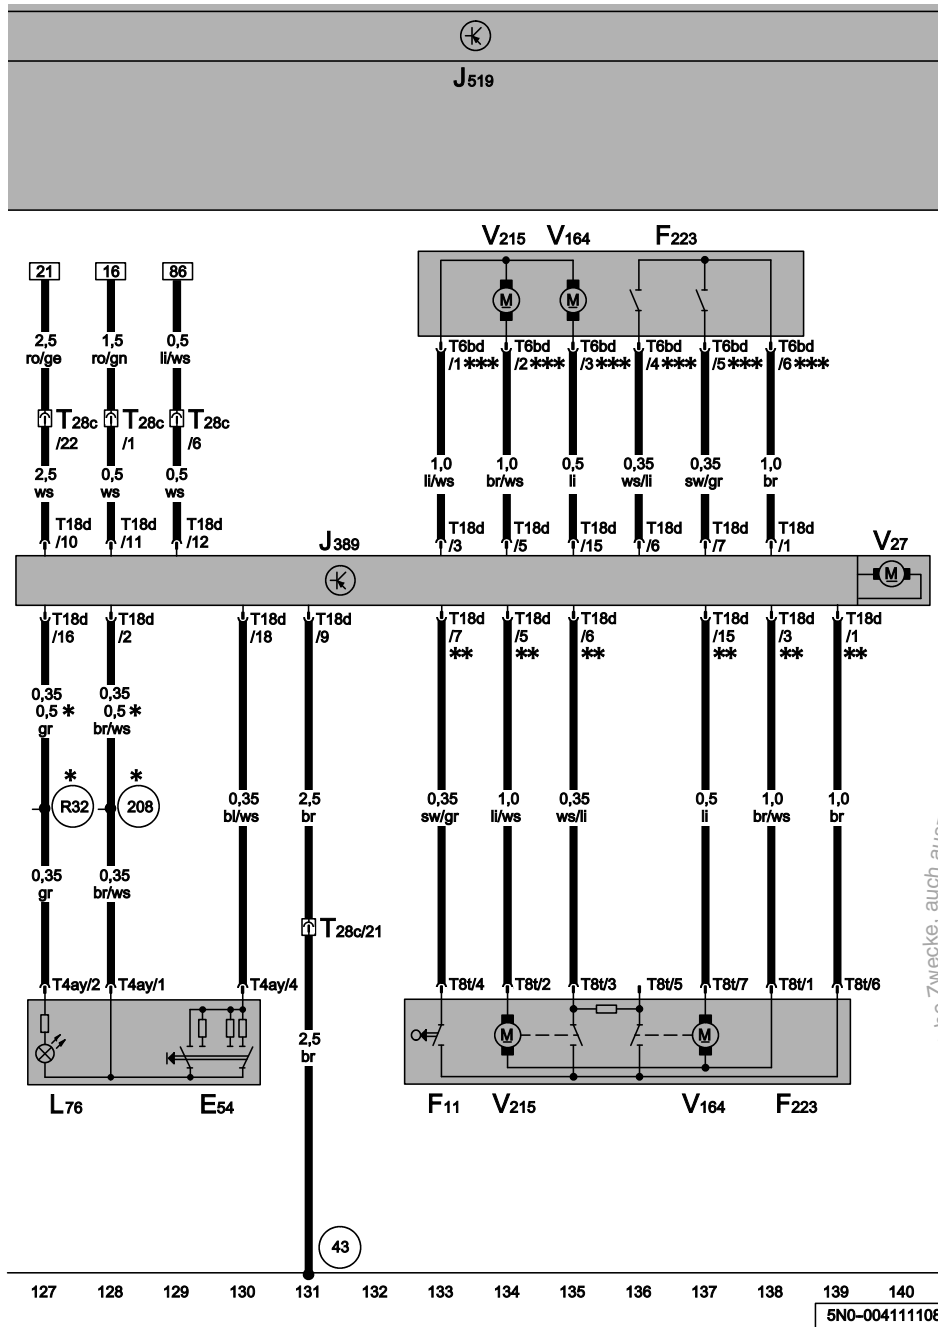 J519
V215 V164 F223
21 16 86
2,5 1,5 0,5
ro/ge ro/gn li/ws
T6bd T6bd T6bd T6bd T6bd T6bd
/1*** /2*** /3*** /4*** /5*** /6***
T28c T28c T28c
/22 /1 /6
2,5 0,5 0,5
ws ws ws
1,0 1,0 0,5 0,35 0,35 1,0
li/ws br/ws li ws/li sw/gr br
T18d T18d T18d
/10 /11 /12
T18d T18d T18d T18d T18d T18d
/3 /5 /15 /6 /7 /1
J389
V27
M M M
T18d T18d T18d T18d
/16 /2 /18 /9
T18d T18d T18d T18d T18d T18d
/7 /5 /6 /15 /3 /1
** ** ** ** ** **
0,35 0,35
0,5 * 0,5 *
gr br/ws
* *
R32 208
0,35 2,5 0,35 1,0 0,35 0,5 1,0 1,0
bl/ws br sw/gr li/ws ws/li li br/ws br
0,35 0,35
gr br/ws
T28c/21
T4ay/2 T4ay/1 T4ay/4 T8t/4 T8t/2 T8t/3 T8t/5 T8t/7 T8t/1 T8t/6
M M
2,5
br
L76 E54 F11 V215 V164 F223
43
127 128 129 130 131 132 133 134 135 136 137 138 139 140
5N0-004111108
Zwecke, auch